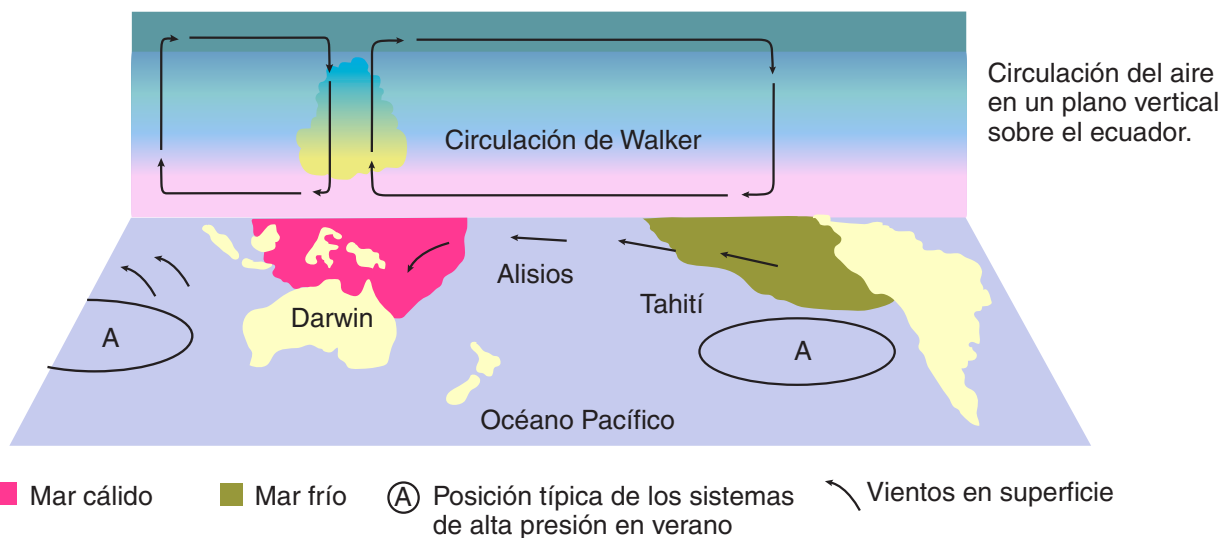 Circulación del aire
en un plano vertical
sobre el ecuador.
Circulación de Walker
Alisios
Darwin
Tahití
A
A
Océano Pacífico
Mar cálido
Mar frío
A
Posición típica de los sistemas
de alta presión en verano
Vientos en superficie